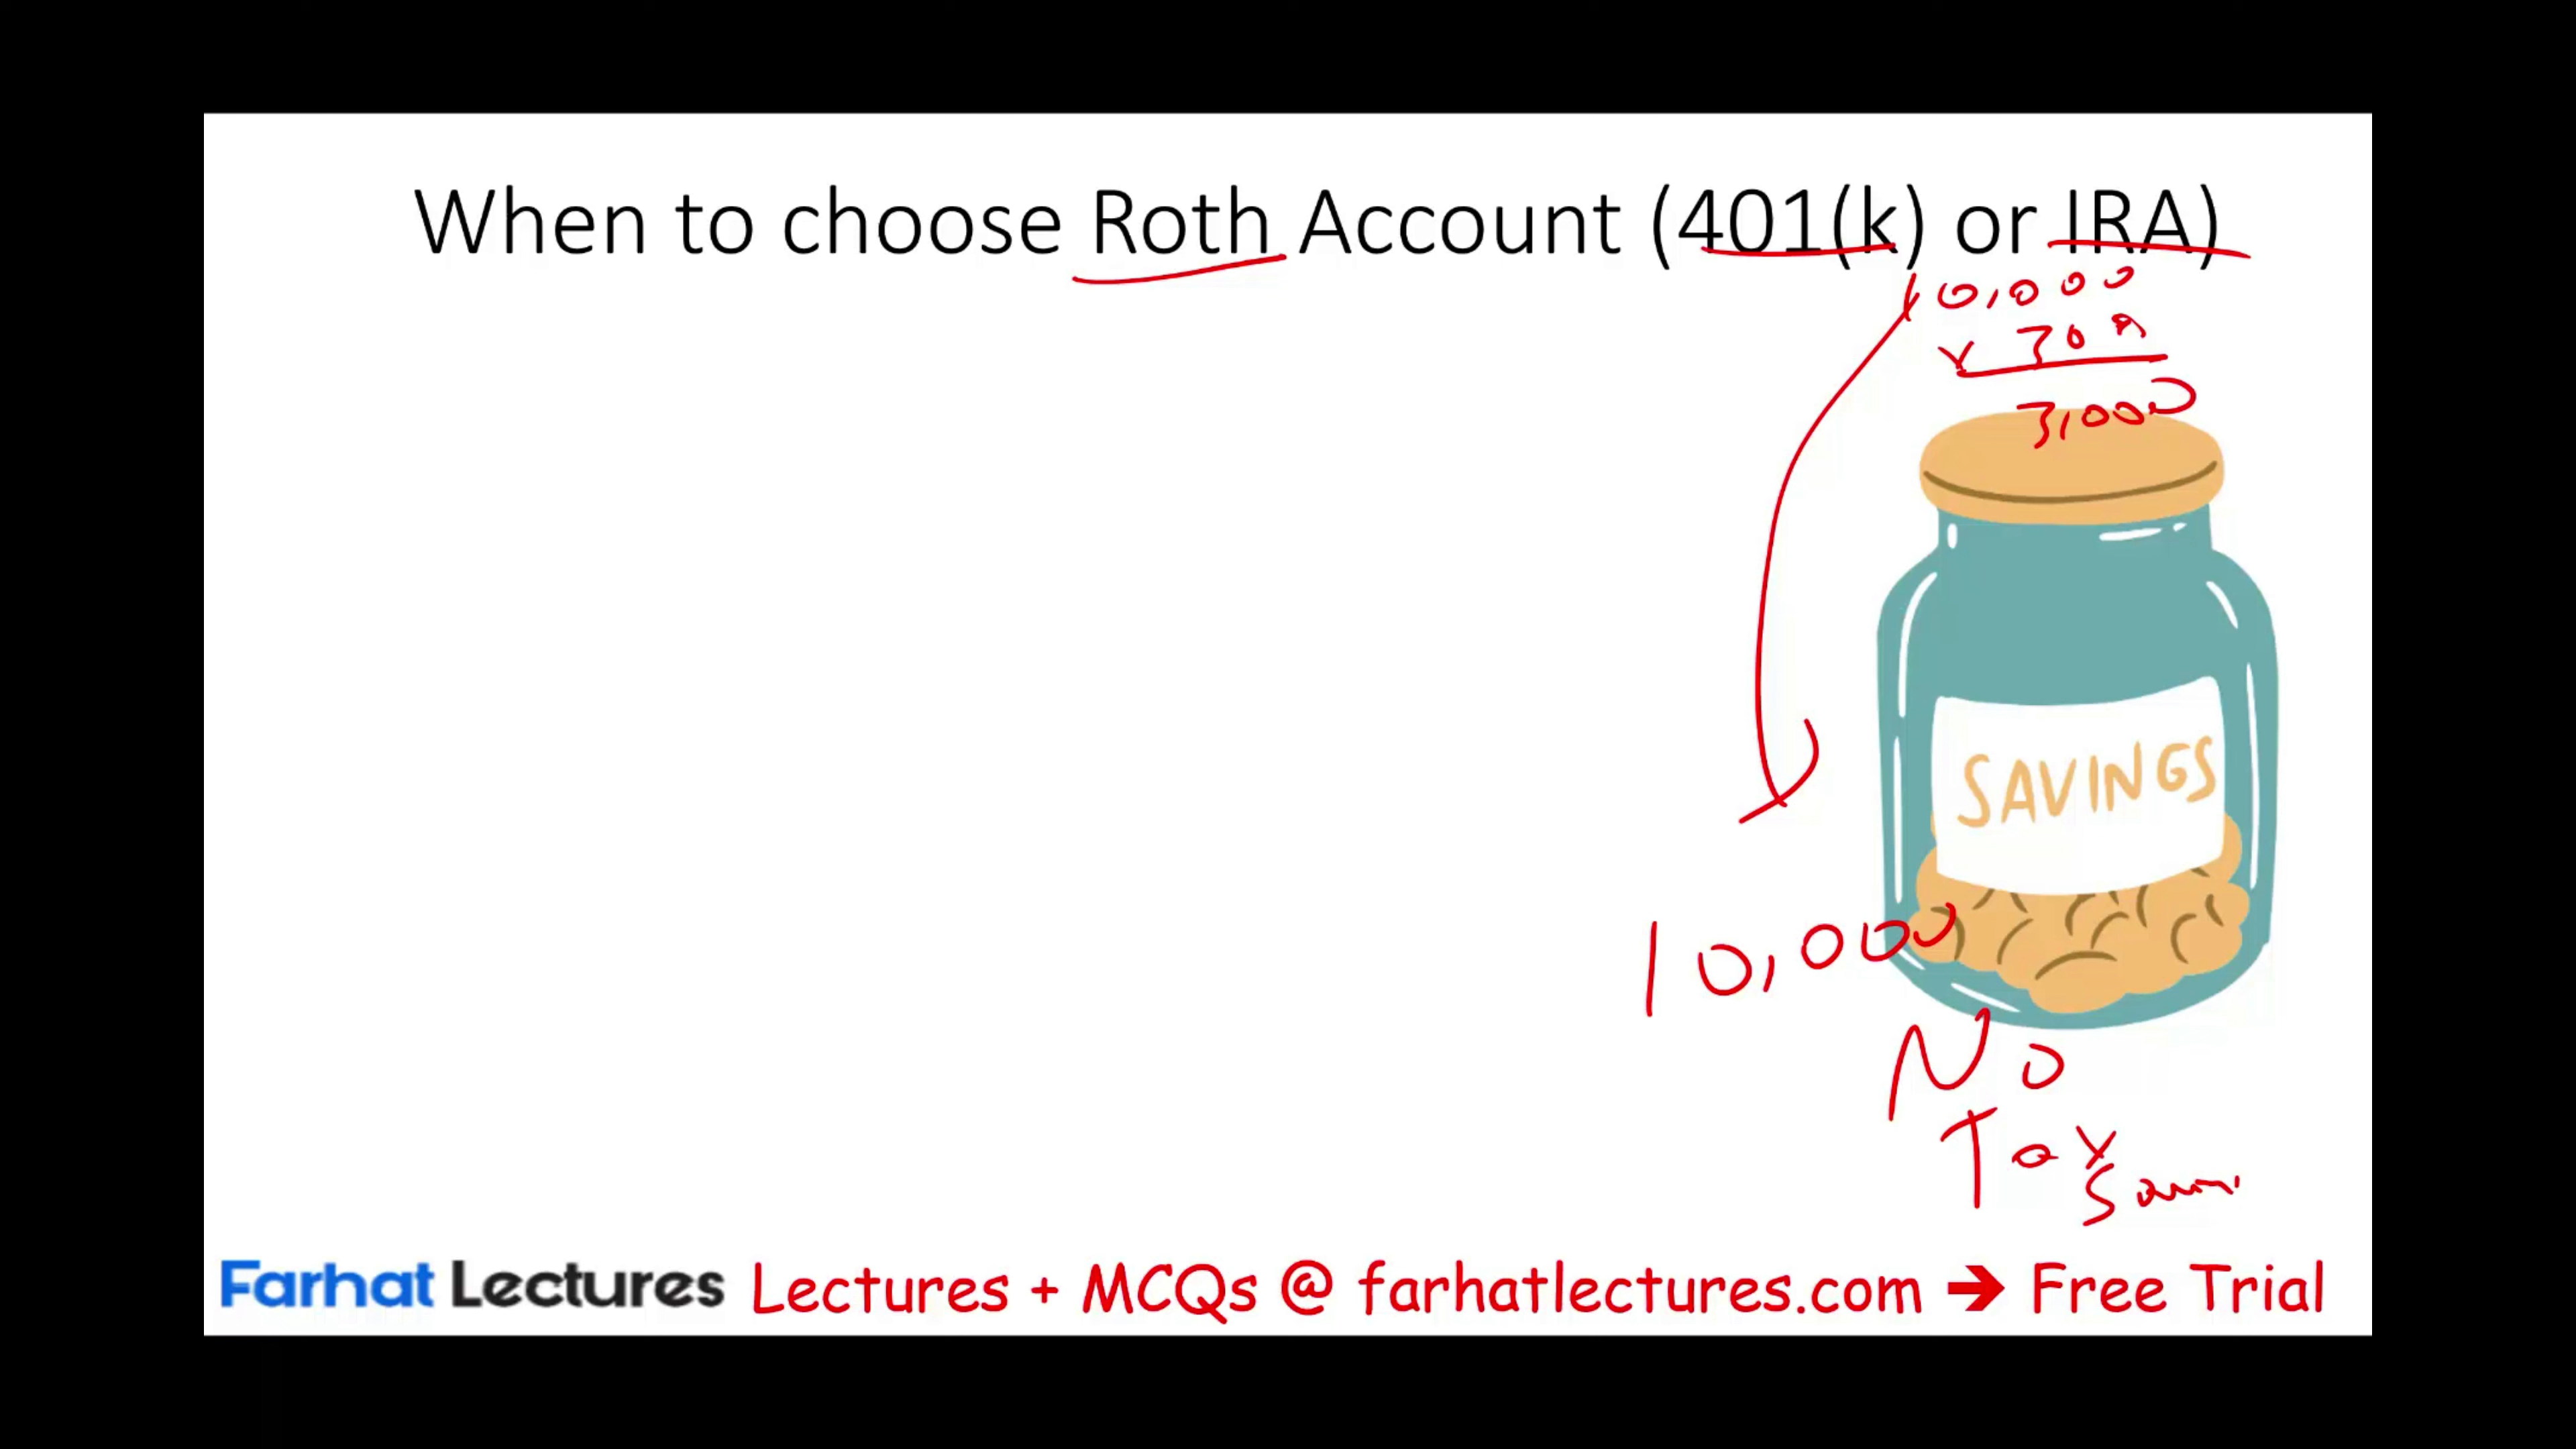 When to choose Roth Account (401(k) or IRA)
10,000
x 30%
3,000
SAVINGS
10,000
No
Tax
Farhat Lectures Lectures + MCQs @ farhatlectures.com ➔ Free Trial